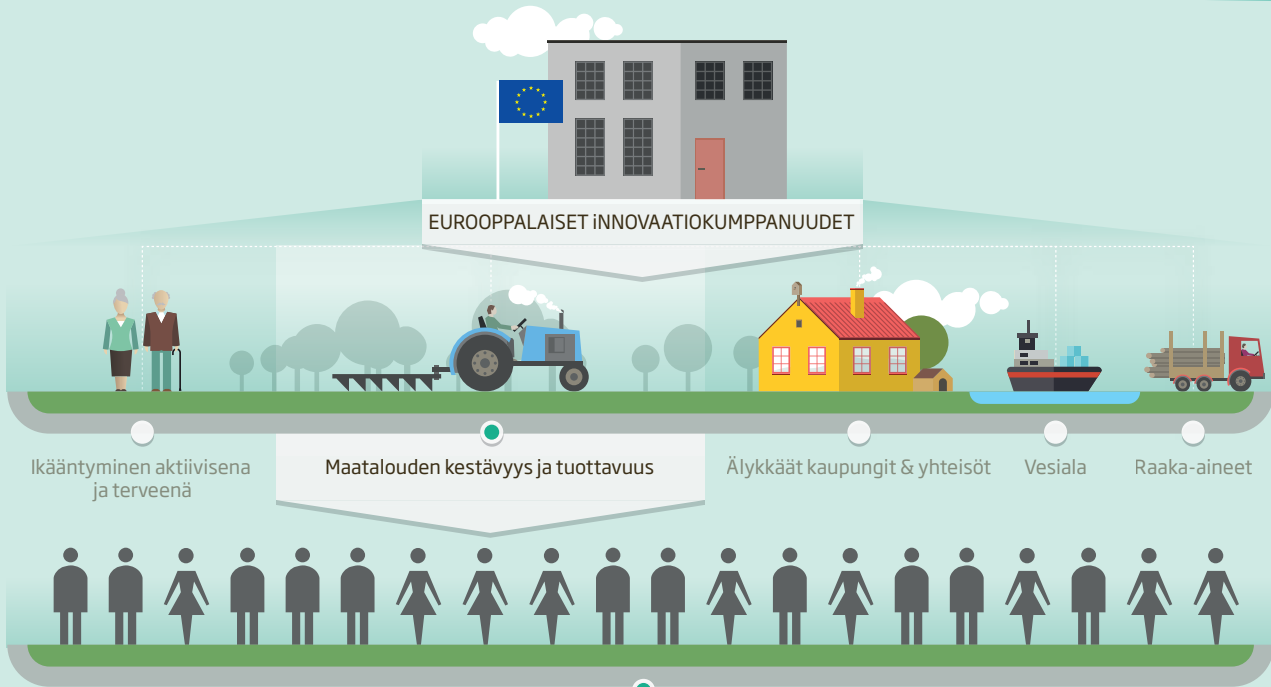 EUROOPPALAISET iNNOVAATIOKUMPPANUUDET
Ikääntyminen aktiivisena
ja terveenä
Maatalouden kestävyys ja tuottavuus
Älykkäät kaupungit & yhteisöt
Vesiala
Raaka-aineet